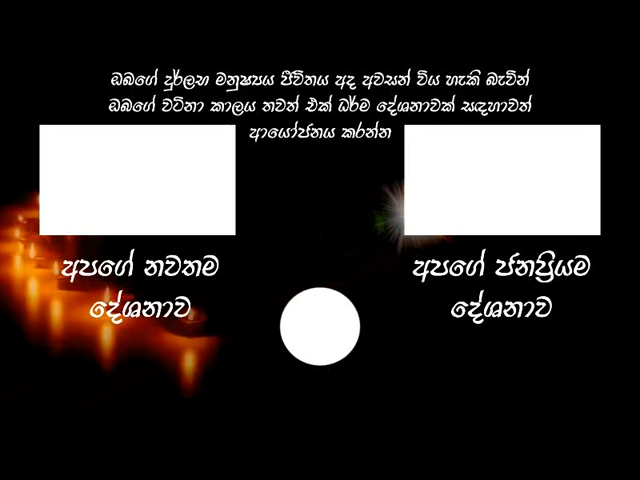 ඔබගේ දුර්ලභ මනුෂ්‍යය ජීවිතය අද අවසන් විය හැකි බැවින්
ඔබගේ වටිනා කාලය තවත් එක් ධර්ම දේශනාවක් සඳහාවත්
ආයෝජනය කරන්න
අපගේ නවතම
දේශනාව
අපගේ ජනප්‍රියම
දේශනාව